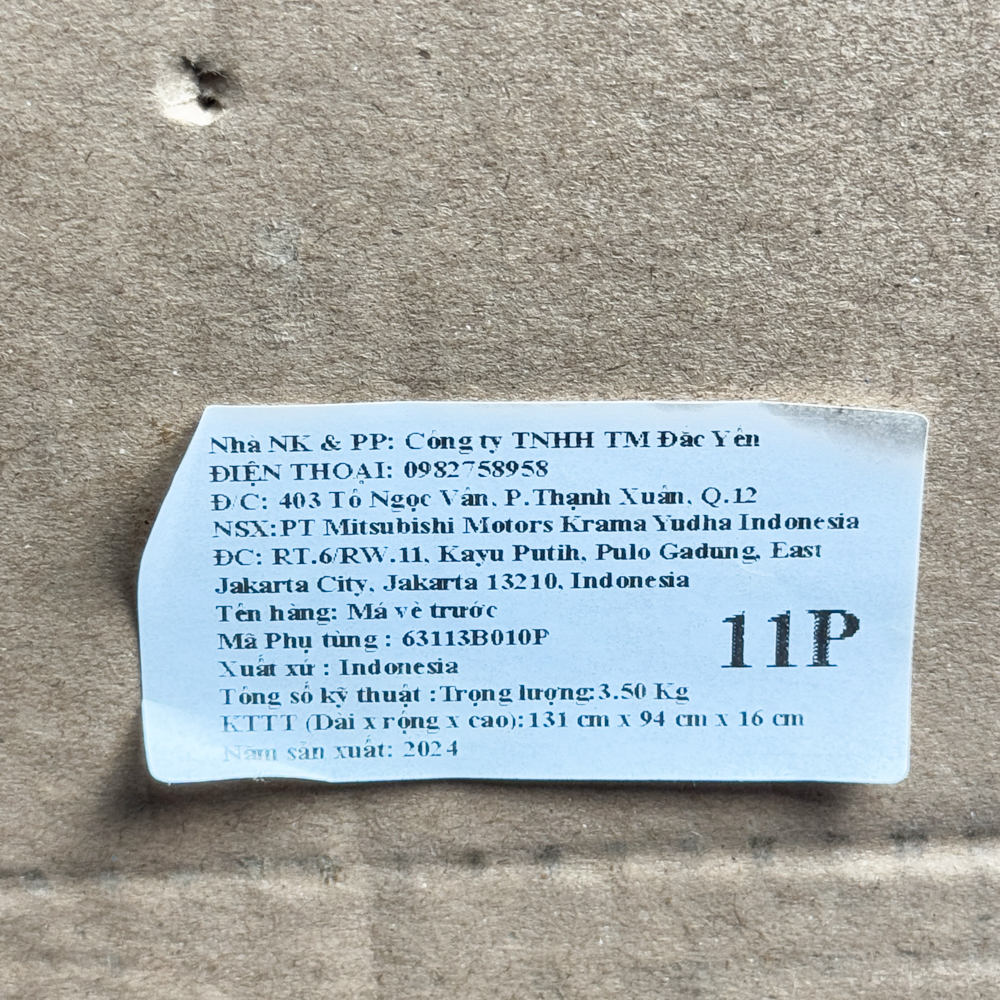 Nhà NK & PP: Công ty TNHH TM Đắc Yên
ĐIỆN THOẠI: 0982758958
Đ/C: 403 Tô Ngọc Vân, P.Thạnh Xuân, Q.12
NSX:PT Mitsubishi Motors Krama Yudha Indonesia
ĐC: RT.6/RW.11, Kayu Putih, Pulo Gadung, East
Jakarta City, Jakarta 13210, Indonesia
Tên hàng: Má vè trước
Mã Phụ tùng : 63113B010P
11P
Xuất xứ : Indonesia
Tông số kỹ thuật :Trọng lượng:3.50 Kg
KTTT (Dài x rộng x cao):131 cm x 94 cm x 16 cm
Năm sản xuất: 2024